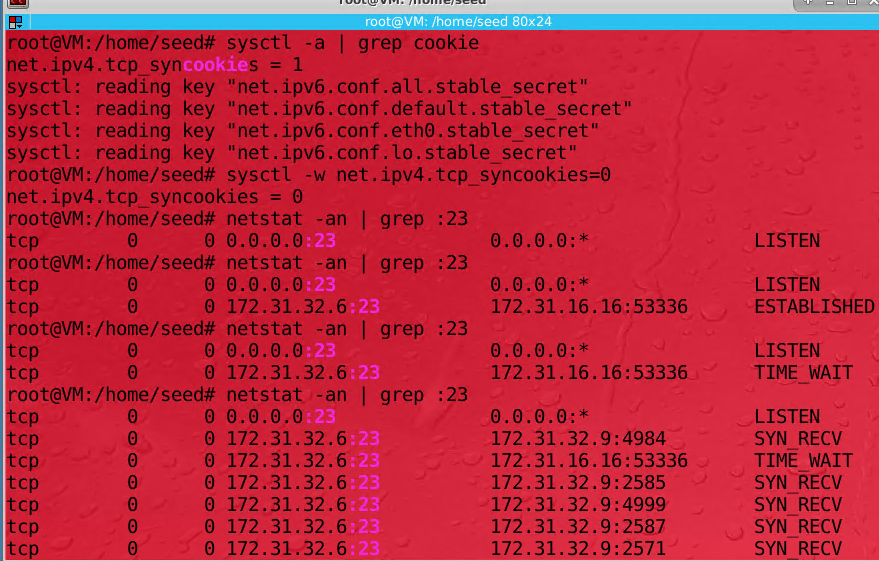 root@VM: /home/seed
root@VM: /home/seed 80x24
root@VM:/home/seed# sysctl -a | grep cookie
net.ipv4.tcp_syncookies = 1
sysctl: reading key "net.ipv6.conf.all.stable_secret"
sysctl: reading key "net.ipv6.conf.default.stable_secret"
sysctl: reading key "net.ipv6.conf.eth0.stable_secret"
sysctl: reading key "net.ipv6.conf.lo.stable_secret"
root@VM:/home/seed# sysctl -w net.ipv4.tcp_syncookies=0
net.ipv4.tcp_syncookies = 0
root@VM:/home/seed# netstat -an | grep :23
tcp        0      0 0.0.0.0:23              0.0.0.0:*               LISTEN
root@VM:/home/seed# netstat -an | grep :23
tcp        0      0 0.0.0.0:23              0.0.0.0:*               LISTEN
tcp        0      0 172.31.32.6:23          172.31.16.16:53336      ESTABLISHED
root@VM:/home/seed# netstat -an | grep :23
tcp        0      0 0.0.0.0:23              0.0.0.0:*               LISTEN
tcp        0      0 172.31.32.6:23          172.31.16.16:53336      TIME_WAIT
root@VM:/home/seed# netstat -an | grep :23
tcp        0      0 0.0.0.0:23              0.0.0.0:*               LISTEN
tcp        0      0 172.31.32.6:23          172.31.32.9:4984        SYN_RECV
tcp        0      0 172.31.32.6:23          172.31.16.16:53336      TIME_WAIT
tcp        0      0 172.31.32.6:23          172.31.32.9:2585        SYN_RECV
tcp        0      0 172.31.32.6:23          172.31.32.9:4999        SYN_RECV
tcp        0      0 172.31.32.6:23          172.31.32.9:2587        SYN_RECV
tcp        0      0 172.31.32.6:23          172.31.32.9:2571        SYN_RECV